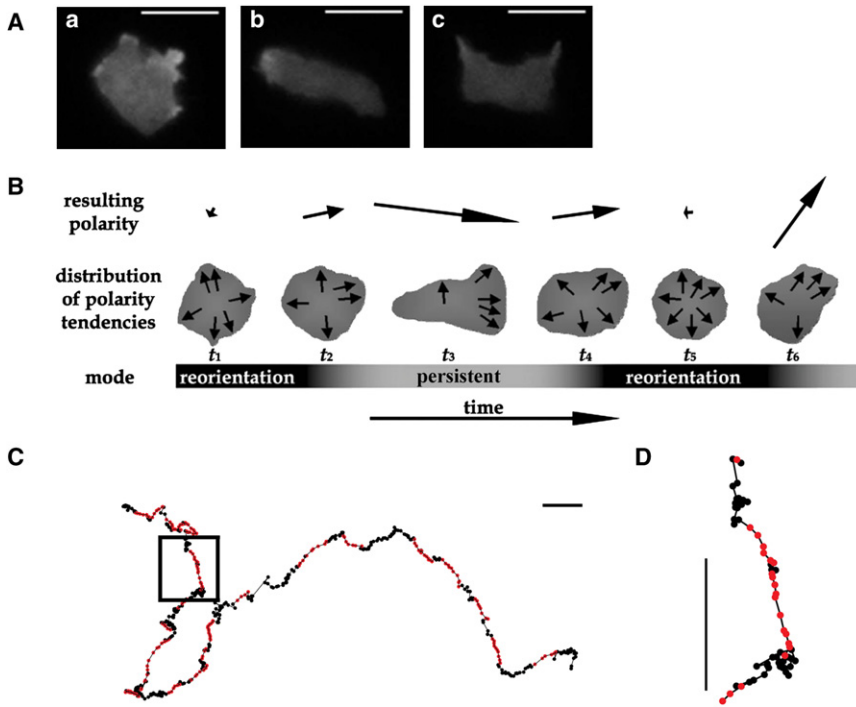 A
a
b
c
B
resulting
polarity
distribution
of polarity
tendencies
t1
t2
t3
t4
t5
t6
mode
reorientation
persistent
reorientation
time
C
D